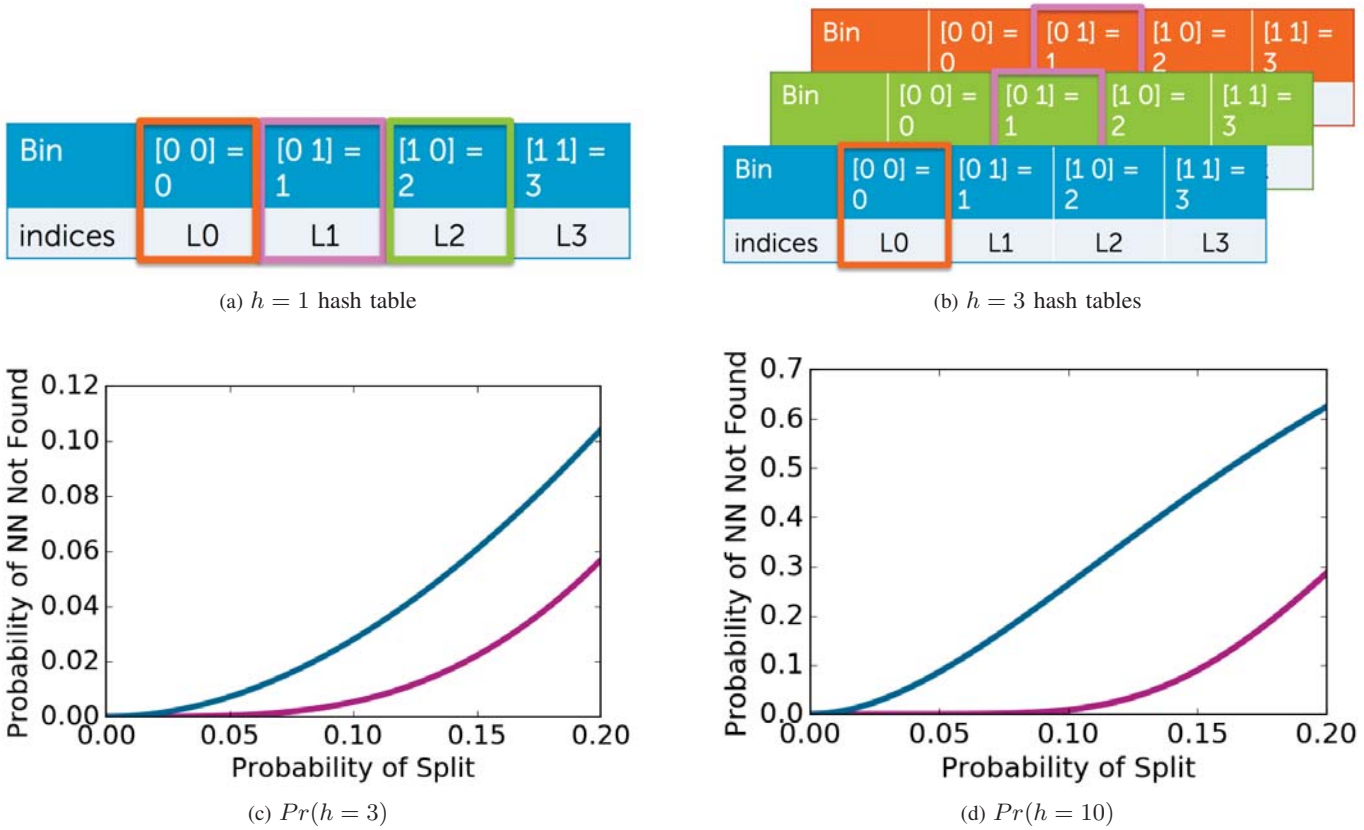 Bin [0 0] = 0 [0 1] = 1 [1 0] = 2 [1 1] = 3
indices L0 L1 L2 L3
(a) h = 1 hash table
Bin [0 0] = 0 [0 1] = 1 [1 0] = 2 [1 1] = 3
Bin [0 0] = 0 [0 1] = 1 [1 0] = 2 [1 1] = 3
Bin [0 0] = 0 [0 1] = 1 [1 0] = 2 [1 1] = 3
indices L0 L1 L2 L3
(b) h = 3 hash tables
Probability of NN Not Found
0.12
0.10
0.08
0.06
0.04
0.02
0.00
0.00 0.05 0.10 0.15 0.20
Probability of Split
(c) Pr(h = 3)
Probability of NN Not Found
0.7
0.6
0.5
0.4
0.3
0.2
0.1
0.0
0.00 0.05 0.10 0.15 0.20
Probability of Split
(d) Pr(h = 10)